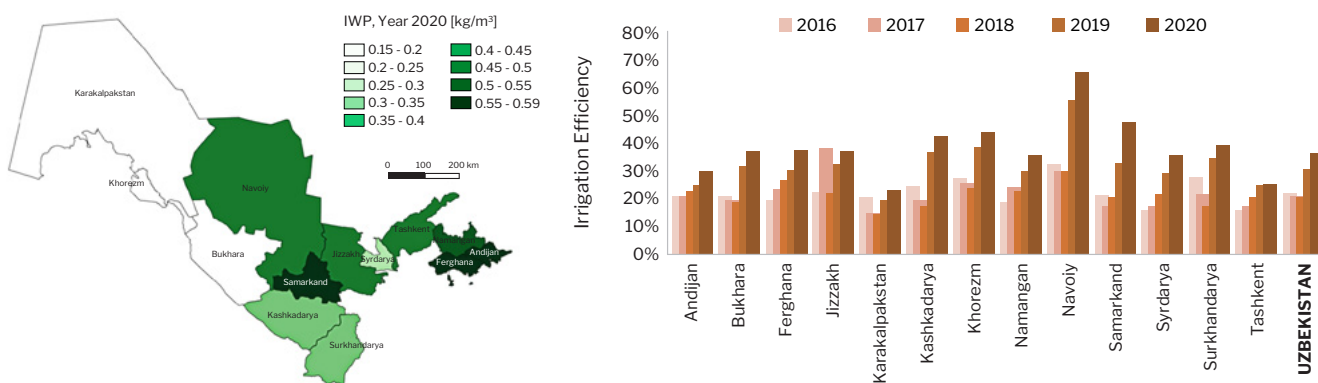 IWP, Year 2020 [kg/m³]
0.15 - 0.2
0.2 - 0.25
0.25 - 0.3
0.3 - 0.35
0.35 - 0.4
0.4 - 0.45
0.45 - 0.5
0.5 - 0.55
0.55 - 0.59
0 100 200 km
Karakalpakstan
Khorezm
Navoiy
Bukhara
Samarkand
Jizzakh
Syrdarya
Tashkent
Namangan
Andijan
Ferghana
Kashkadarya
Surkhandarya
2016 2017 2018 2019 2020
Irrigation Efficiency
80%
70%
60%
50%
40%
30%
20%
10%
0%
Andijan
Bukhara
Ferghana
Jizzakh
Karakalpakstan
Kashkadarya
Khorezm
Namangan
Navoiy
Samarkand
Syrdarya
Surkhandarya
Tashkent
UZBEKISTAN